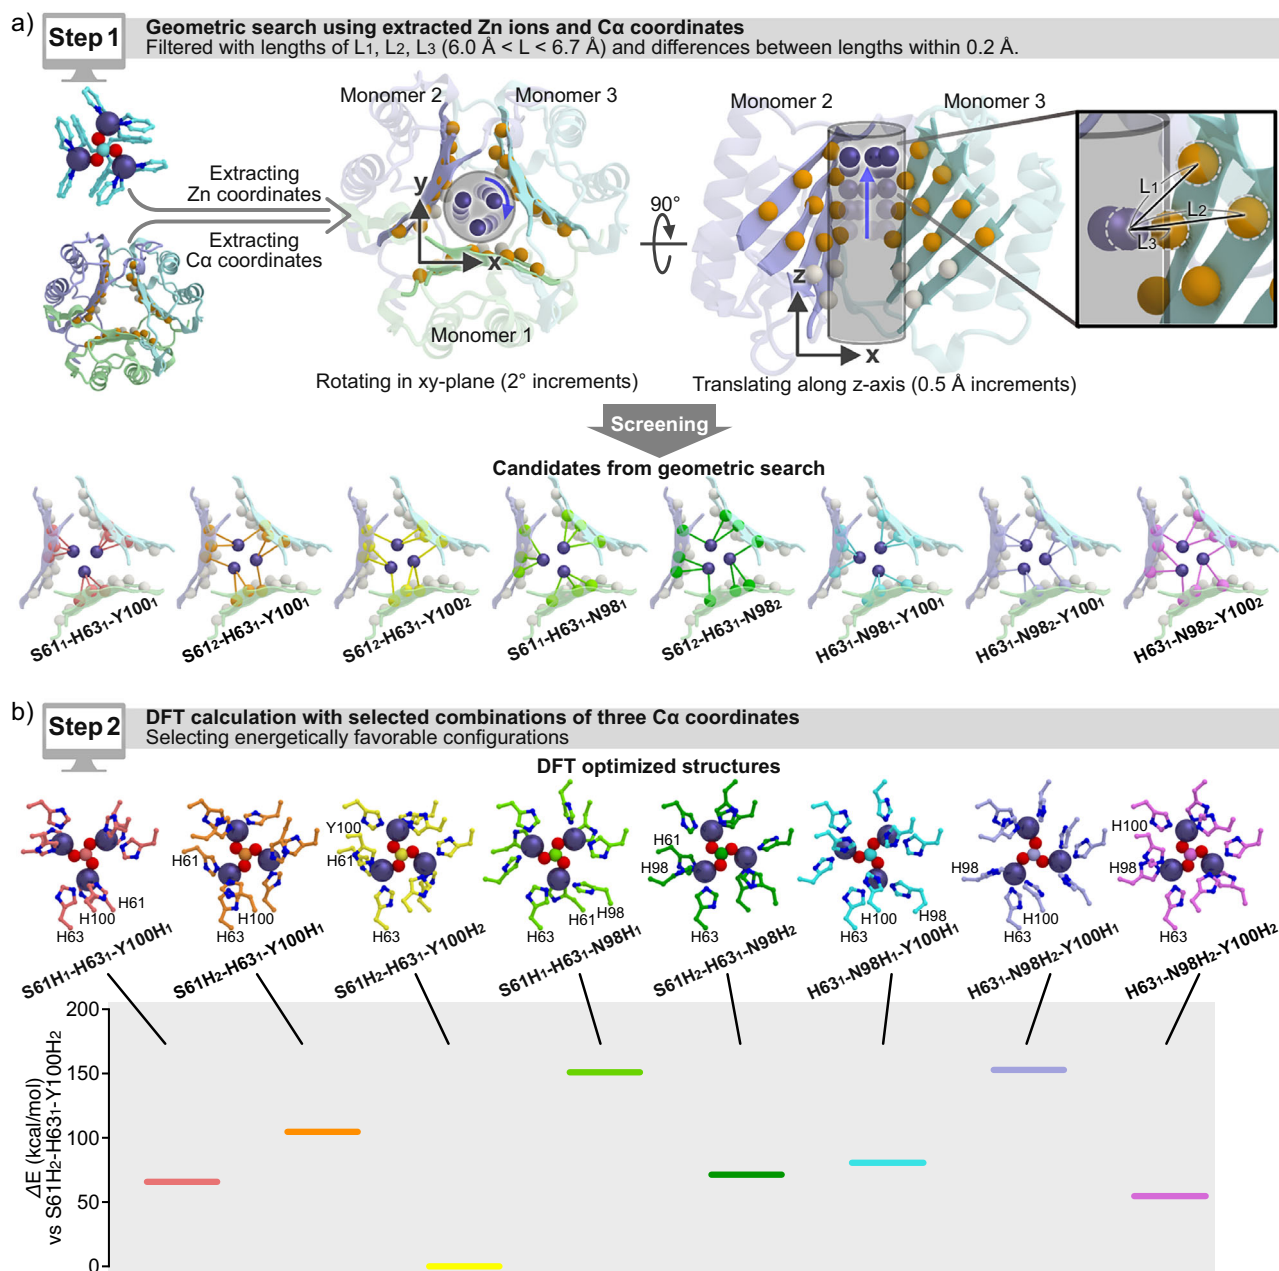 a)
Step 1
Geometric search using extracted Zn ions and Cα coordinates
Filtered with lengths of L1, L2, L3 (6.0 Å < L < 6.7 Å) and differences between lengths within 0.2 Å.
Monomer 2
Monomer 3
Monomer 2
Monomer 3
Extracting
Zn coordinates
Extracting
Cα coordinates
y
x
Monomer 1
90°
z
x
L1
L2
L3
Rotating in xy-plane (2° increments)
Translating along z-axis (0.5 Å increments)
Screening
Candidates from geometric search
S611-H631-Y1001
S612-H631-Y1001
S612-H631-Y1002
S611-H631-N981
S612-H631-N982
H631-N981-Y1001
H631-N982-Y1001
H631-N982-Y1002
b)
Step 2
DFT calculation with selected combinations of three Cα coordinates
Selecting energetically favorable configurations
DFT optimized structures
H61
H100
H63
H61
H100
H63
Y100
H61
H63
H98
H61
H63
H61
H98
H63
H98
H100
H63
H98
H100
H63
H100
H98
H63
S61H1-H631-Y100H1
S61H2-H631-Y100H1
S61H2-H631-Y100H2
S61H1-H631-N98H1
S61H2-H631-N98H2
H631-N98H1-Y100H1
H631-N98H2-Y100H1
H631-N98H2-Y100H2
ΔE (kcal/mol)
vs S61H2-H631-Y100H2
200
150
100
50
0